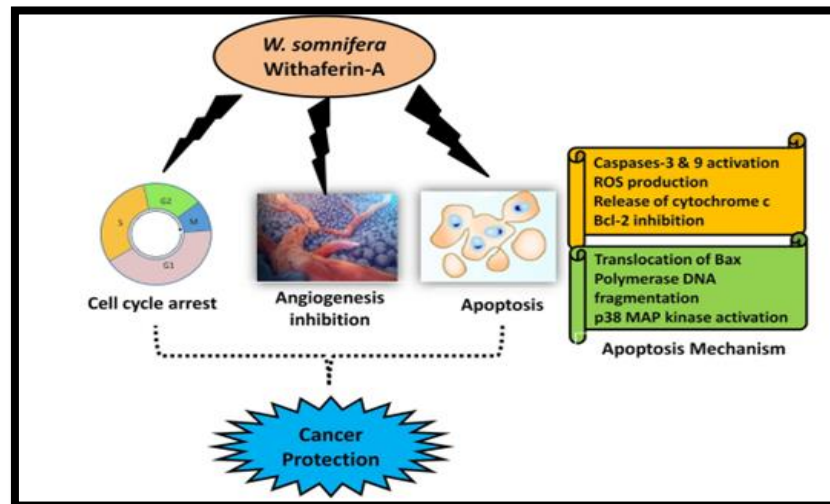 W. somnifera
Withaferin-A
G2
S
M
G1
Cell cycle arrest
Angiogenesis
inhibition
Apoptosis
Caspases-3 & 9 activation
ROS production
Release of cytochrome c
Bcl-2 inhibition
Translocation of Bax
Polymerase DNA
fragmentation
p38 MAP kinase activation
Apoptosis Mechanism
Cancer
Protection